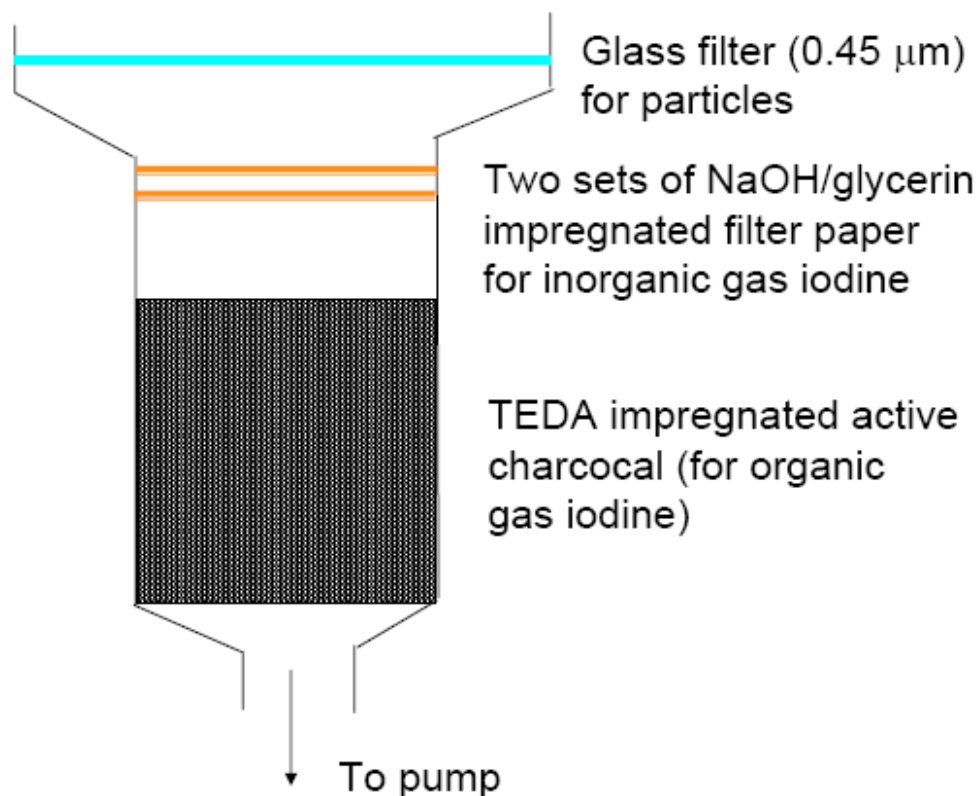 Glass filter (0.45 μm)
for particles
Two sets of NaOH/glycerin
impregnated filter paper
for inorganic gas iodine
TEDA impregnated active
charcocal (for organic
gas iodine)
To pump